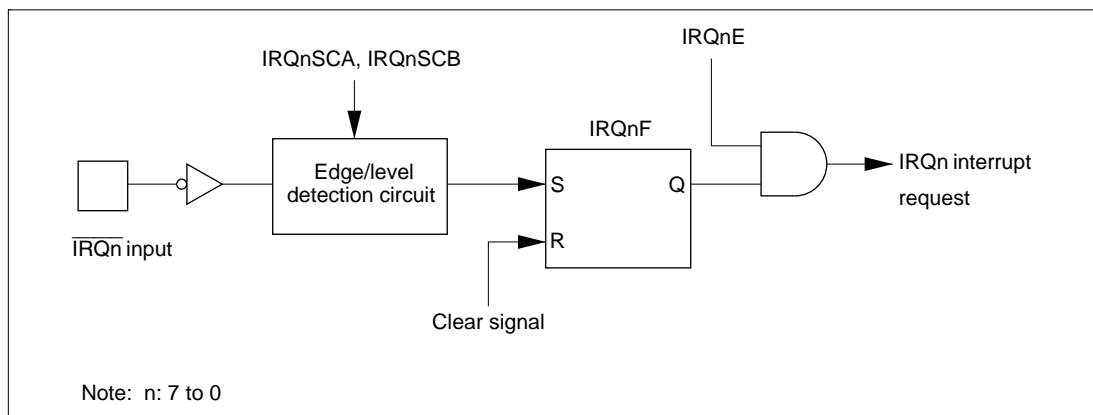 IRQnE
IRQnSCA, IRQnSCB
IRQnF
Edge/level
detection circuit
S
Q
R
IRQn interrupt
request
IRQn input
Clear signal
Note: n: 7 to 0